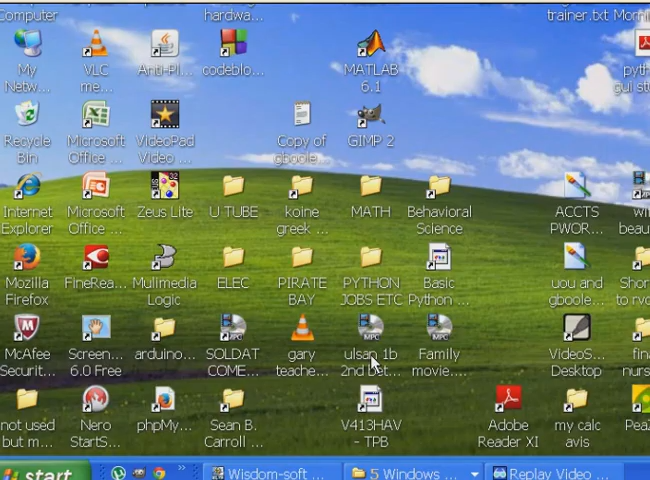 Computer
hardwa...
trainer.txt Morni
My
Netw...
VLC
me...
Anti-Pl...
codeblo...
MATLAB
6.1
pyth
gui st
Recycle
Bin
Microsoft
Office ...
VideoPad
Video ...
Copy of
gboole...
GIMP 2
Internet
Explorer
Microsoft
Office ...
Zeus Lite
U TUBE
koine
greek ...
MATH
Behavioral
Science
ACCTS
PWOR...
wi
beau
Mozilla
Firefox
FineRea...
Mulimedia
Logic
ELEC
PIRATE
BAY
PYTHON
JOBS ETC
Basic
Python ...
uou and
gboole...
Shor
to rvo
McAfee
Securit...
Screen...
6.0 Free
arduino...
SOLDAT
COME...
gary
teache...
ulsan 1b
2nd bet...
Family
movie....
VideoS...
Desktop
fina
nurs
not used
but m...
Nero
StartS...
phpMy...
Sean B.
Carroll ...
V413HAV
- TPB
Adobe
Reader XI
my calc
avis
Pea
start
Wisdom-soft ...
5 Windows ...
Replay Video ...